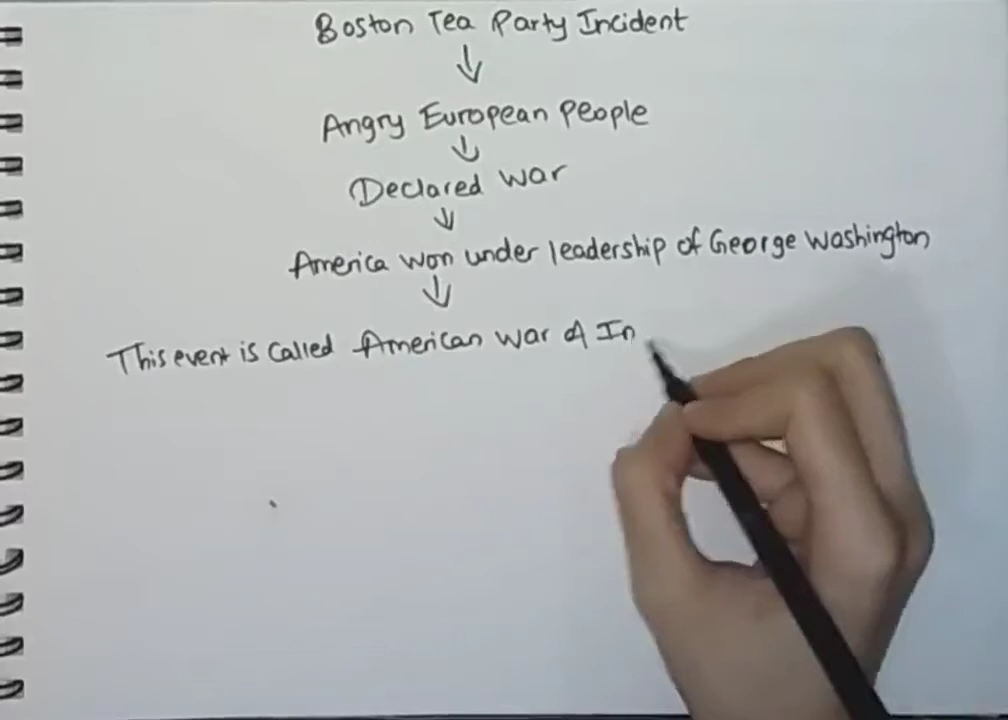 Boston Tea Party Incident
↓
Angry European People
↓
Declared war
↓
America won under leadership of George Washington
↓
This event is Called American war of In